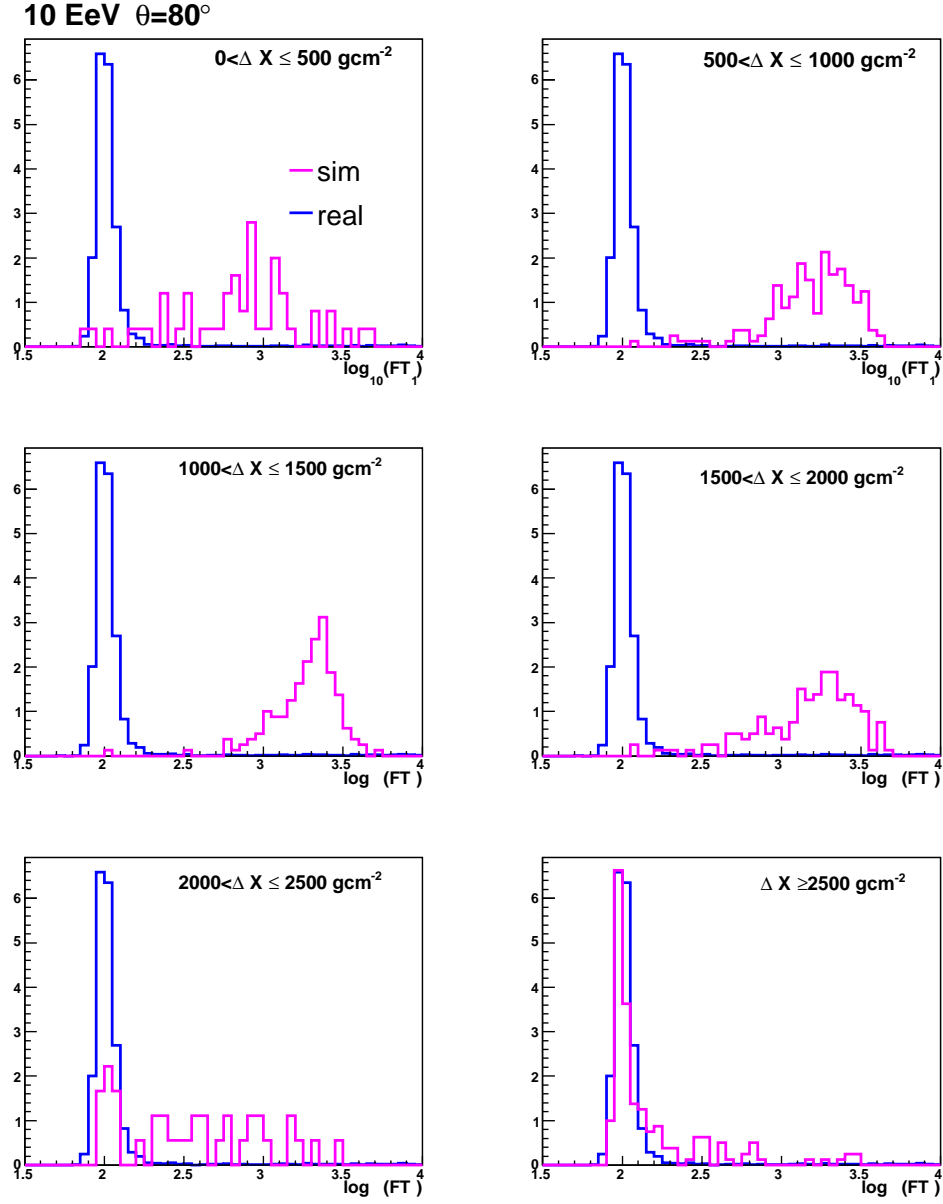 10 EeV θ=80°
0<Δ X ≤ 500 gcm-2
6
5
4
3
2
1
0
sim
real
1.5 2 2.5 3 3.5 4
log10(FT1)
500<Δ X ≤ 1000 gcm-2
6
5
4
3
2
1
0
1.5 2 2.5 3 3.5 4
log10(FT1)
1000<Δ X ≤ 1500 gcm-2
6
5
4
3
2
1
0
1.5 2 2.5 3 3.5 4
log (FT )
1500<Δ X ≤ 2000 gcm-2
6
5
4
3
2
1
0
1.5 2 2.5 3 3.5 4
log (FT )
2000<Δ X ≤ 2500 gcm-2
6
5
4
3
2
1
0
1.5 2 2.5 3 3.5 4
log (FT )
Δ X ≥2500 gcm-2
6
5
4
3
2
1
0
1.5 2 2.5 3 3.5 4
log (FT )